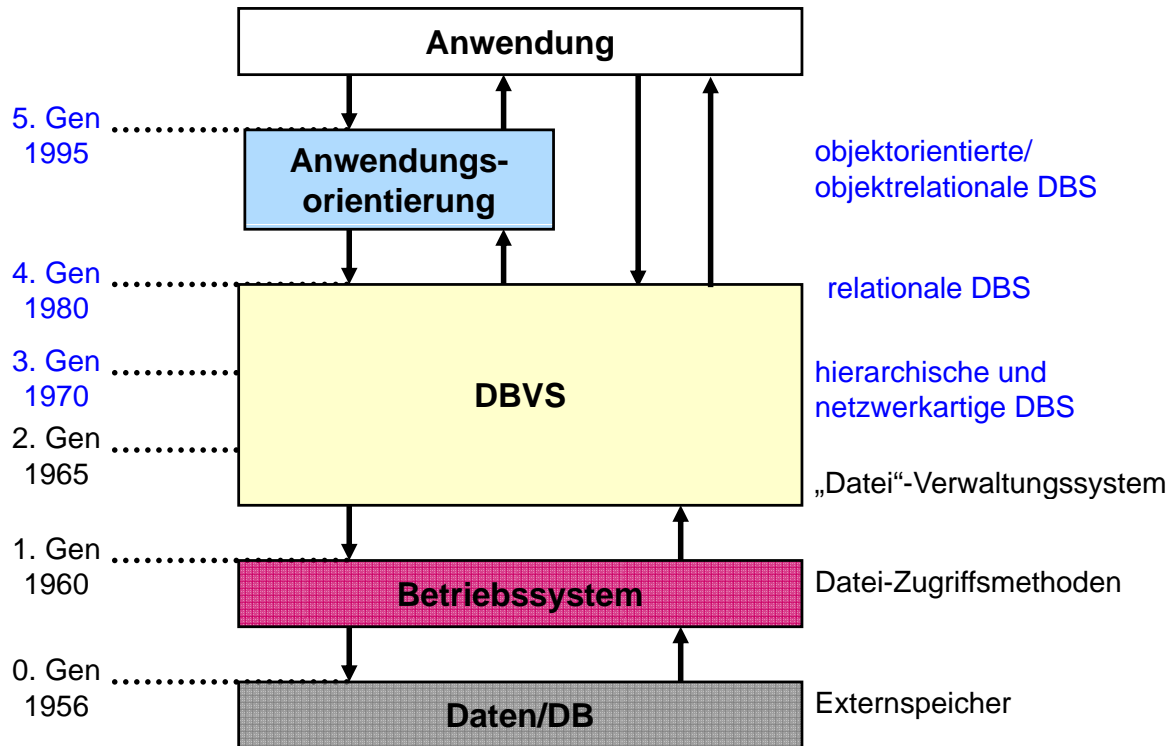 Anwendung
5. Gen
1995
Anwendungs-
orientierung
objektorientierte/
objektrelationale DBS
4. Gen
1980
relationale DBS
3. Gen
1970
DBVS
hierarchische und
netzwerkartige DBS
2. Gen
1965
„Datei“-Verwaltungssystem
1. Gen
1960
Betriebssystem
Datei-Zugriffsmethoden
0. Gen
1956
Daten/DB
Externspeicher